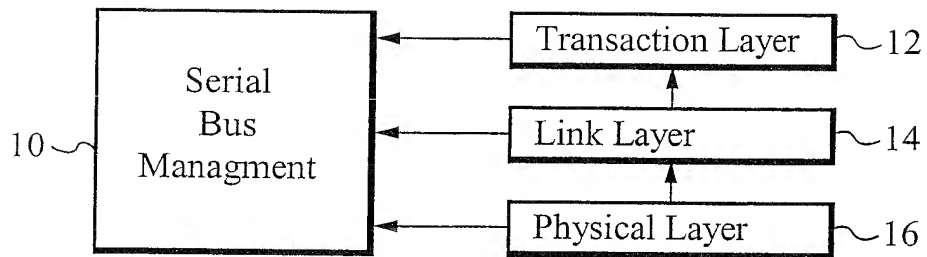 Serial
Bus
Managment
10
Transaction Layer
12
Link Layer
14
Physical Layer
16